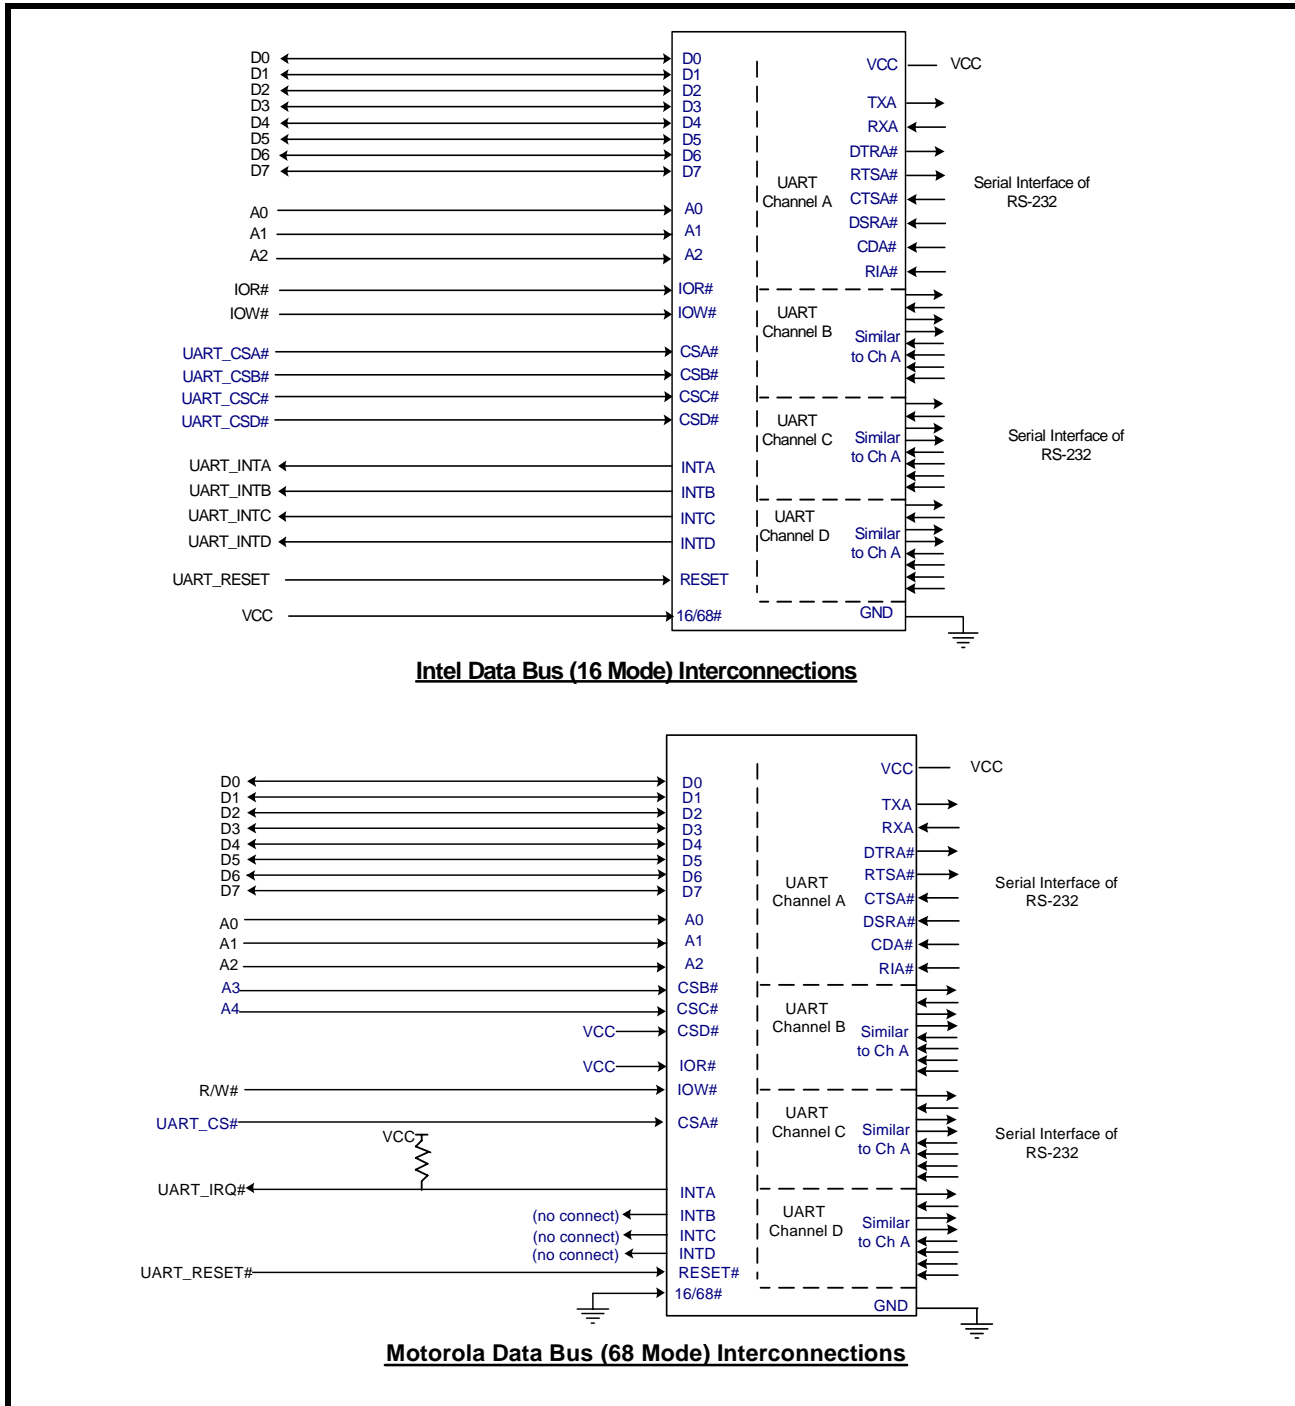 D0 D0 VCC VCC
D1 D1
D2 D2
D3 D3 TXA
D4 D4 RXA
D5 D5
D6 D6 DTRA#
D7 D7 RTSA#
UART
Channel A
Serial Interface of
RS-232
A0 A0 CTSA#
A1 A1 DSRA#
A2 A2 CDA#
RIA#
IOR# IOR#
IOW# IOW#
UART
Channel B
Similar
to Ch A
UART_CSA# CSA#
UART_CSB# CSB#
UART_CSC# CSC#
UART_CSD# CSD#
UART
Channel C
Similar
to Ch A
Serial Interface of
RS-232
UART_INTA INTA
UART_INTB INTB
UART_INTC INTC
UART_INTD INTD
UART
Channel D
Similar
to Ch A
UART_RESET RESET
VCC 16/68# GND
Intel Data Bus (16 Mode) Interconnections
D0 D0 VCC VCC
D1 D1
D2 D2 TXA
D3 D3 RXA
D4 D4
D5 D5 DTRA#
D6 D6 RTSA#
D7 D7 CTSA#
UART
Channel A
Serial Interface of
RS-232
A0 A0 DSRA#
A1 A1 CDA#
A2 A2 RIA#
A3 CSB#
A4 CSC#
VCC CSD#
UART
Channel B
Similar
to Ch A
VCC IOR#
R/W# IOW#
UART_CS# CSA#
UART
Channel C
Similar
to Ch A
Serial Interface of
RS-232
VCC
UART_IRQ# INTA
(no connect) INTB
(no connect) INTC
(no connect) INTD
UART
Channel D
Similar
to Ch A
UART_RESET# RESET#
16/68# GND
Motorola Data Bus (68 Mode) Interconnections